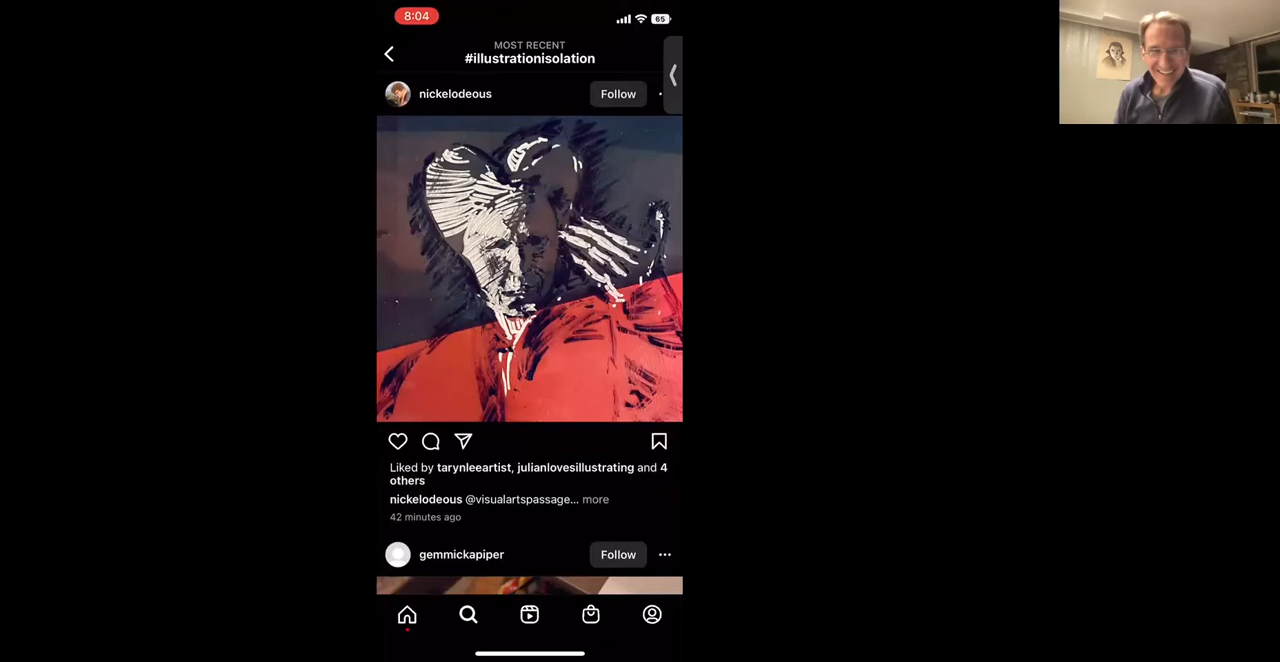 8:04
65
MOST RECENT
#illustrationisolation
nickelodeous
Follow
Liked by tarynleeartist, julianlovesillustrating and 4
others
nickelodeous @visualartspassage... more
42 minutes ago
gemmickapiper
Follow